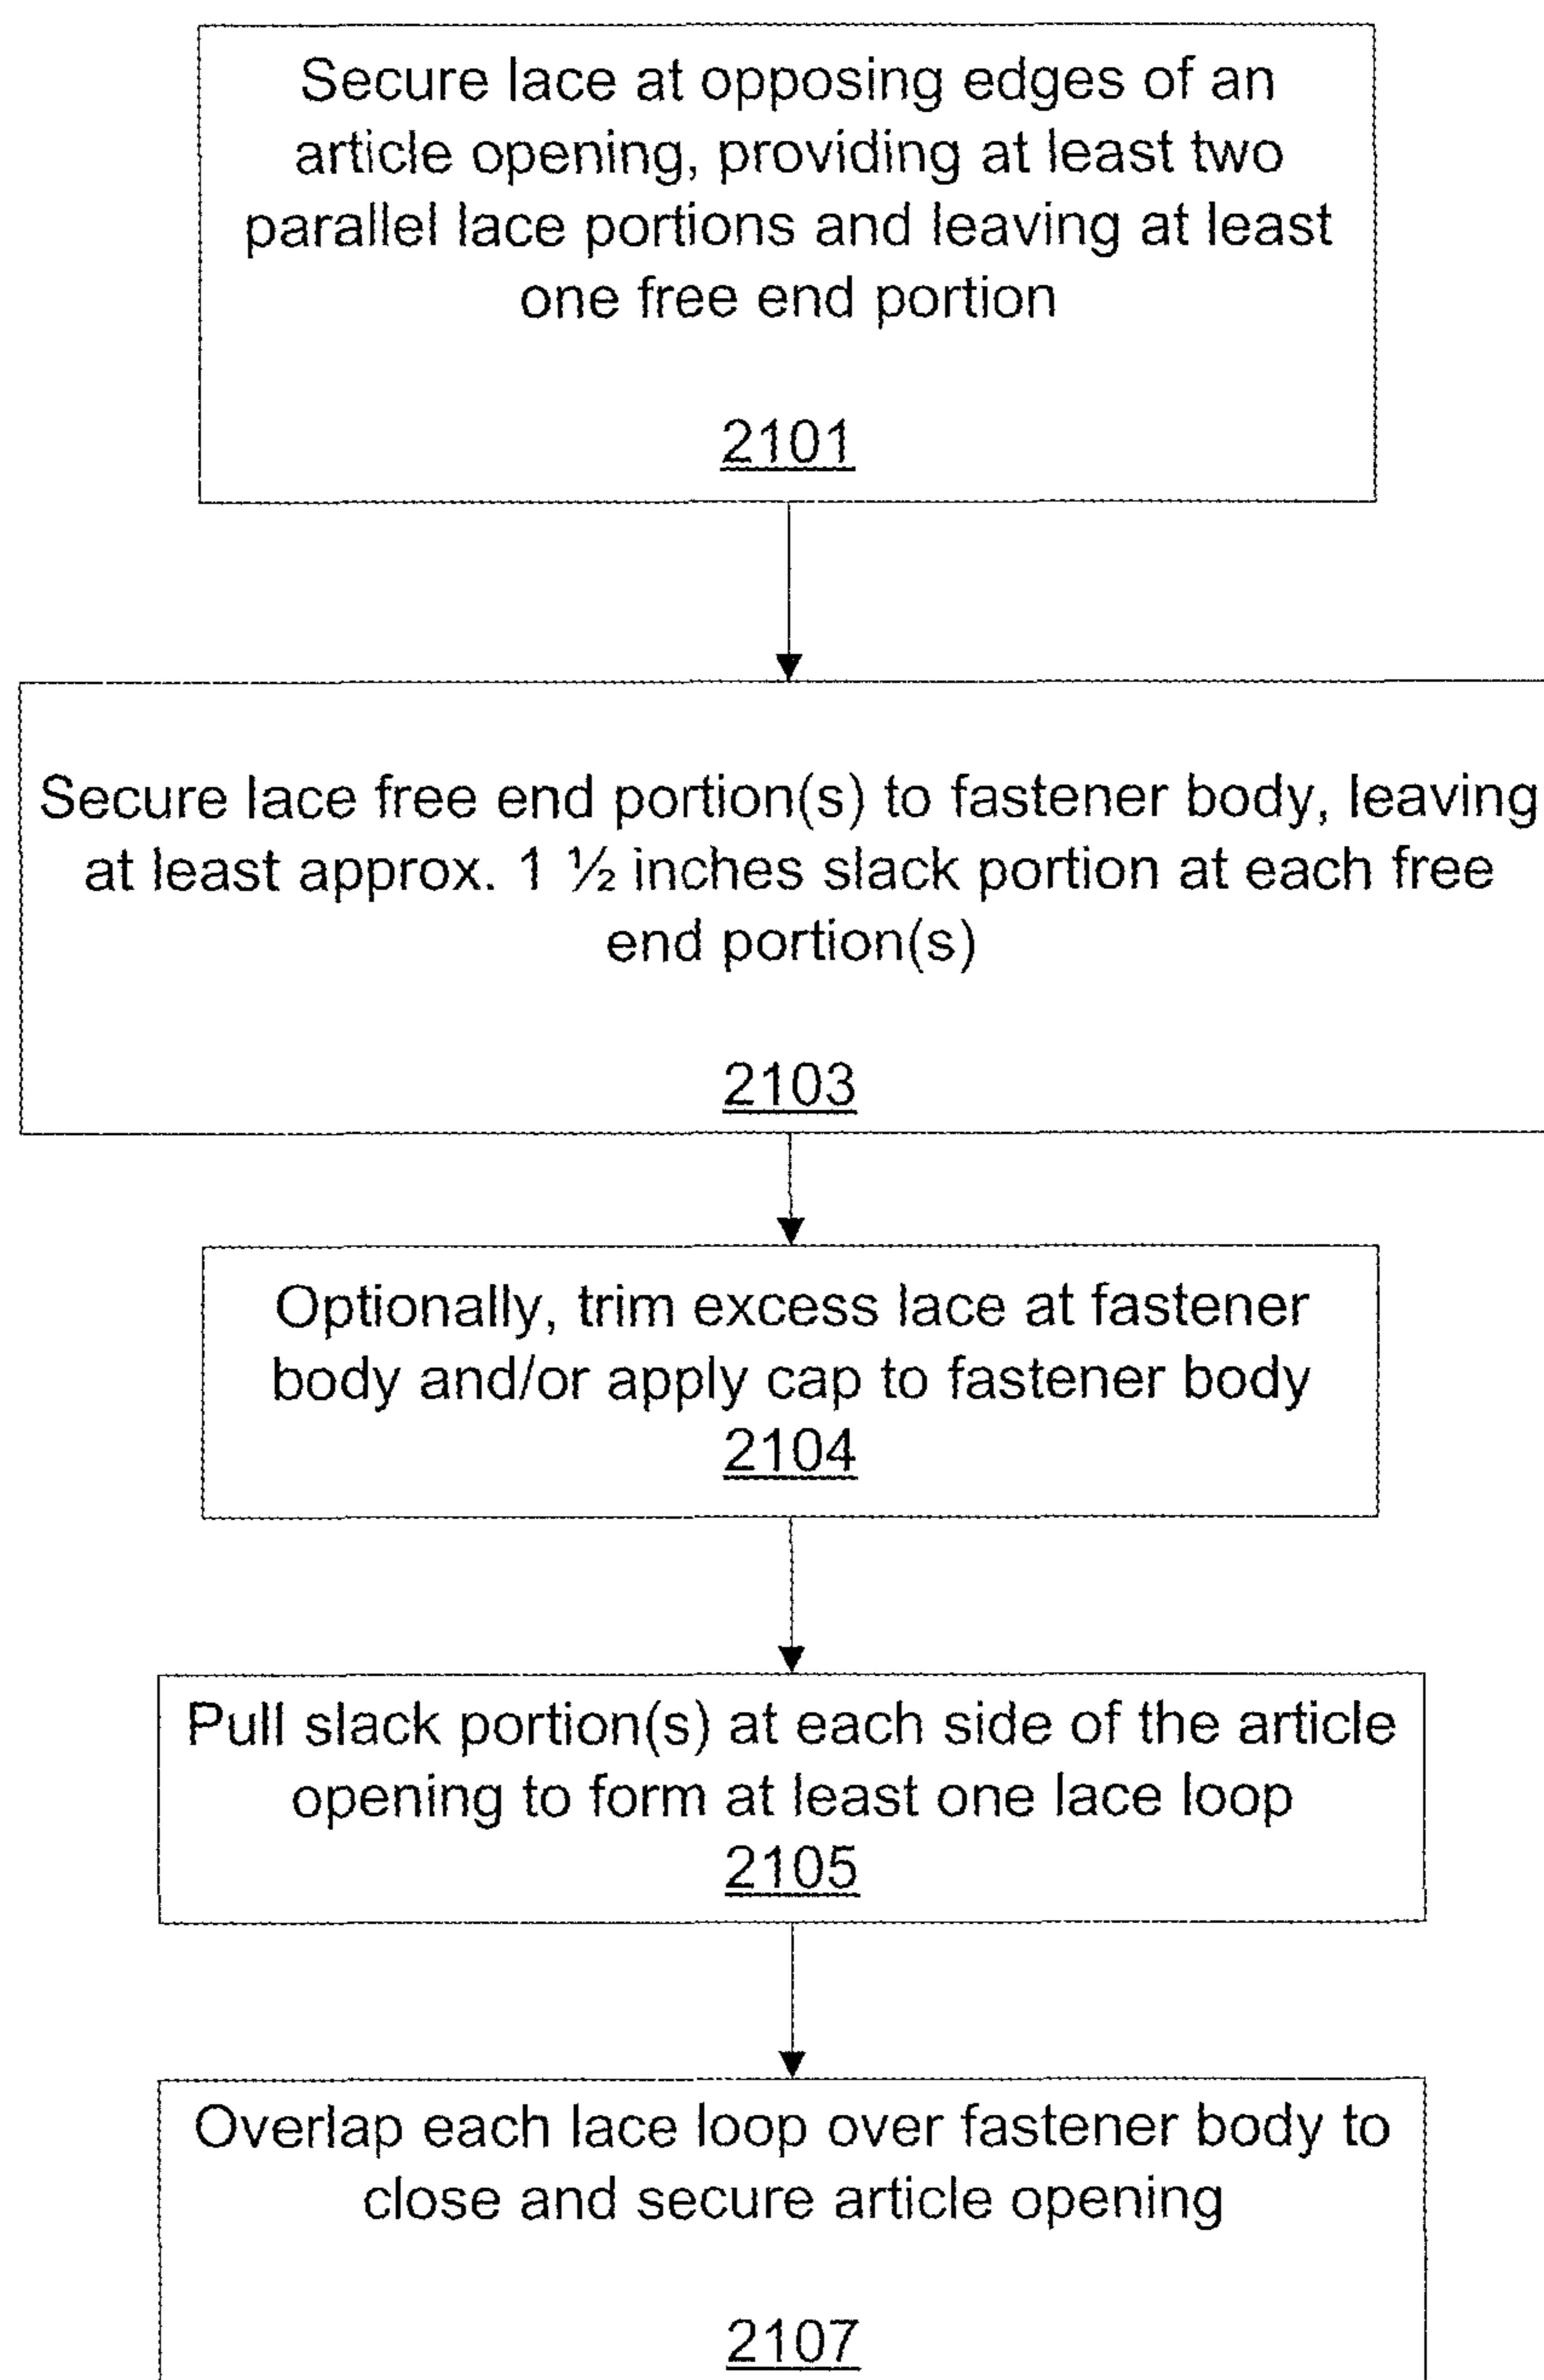 Secure lace at opposing edges of an
article opening, providing at least two
parallel lace portions and leaving at least
one free end portion
2101
Secure lace free end portion(s) to fastener body, leaving
at least approx. 1 ½ inches slack portion at each free
end portion(s)
2103
Optionally, trim excess lace at fastener
body and/or apply cap to fastener body
2104
Pull slack portion(s) at each side of the article
opening to form at least one lace loop
2105
Overlap each lace loop over fastener body to
close and secure article opening
2107